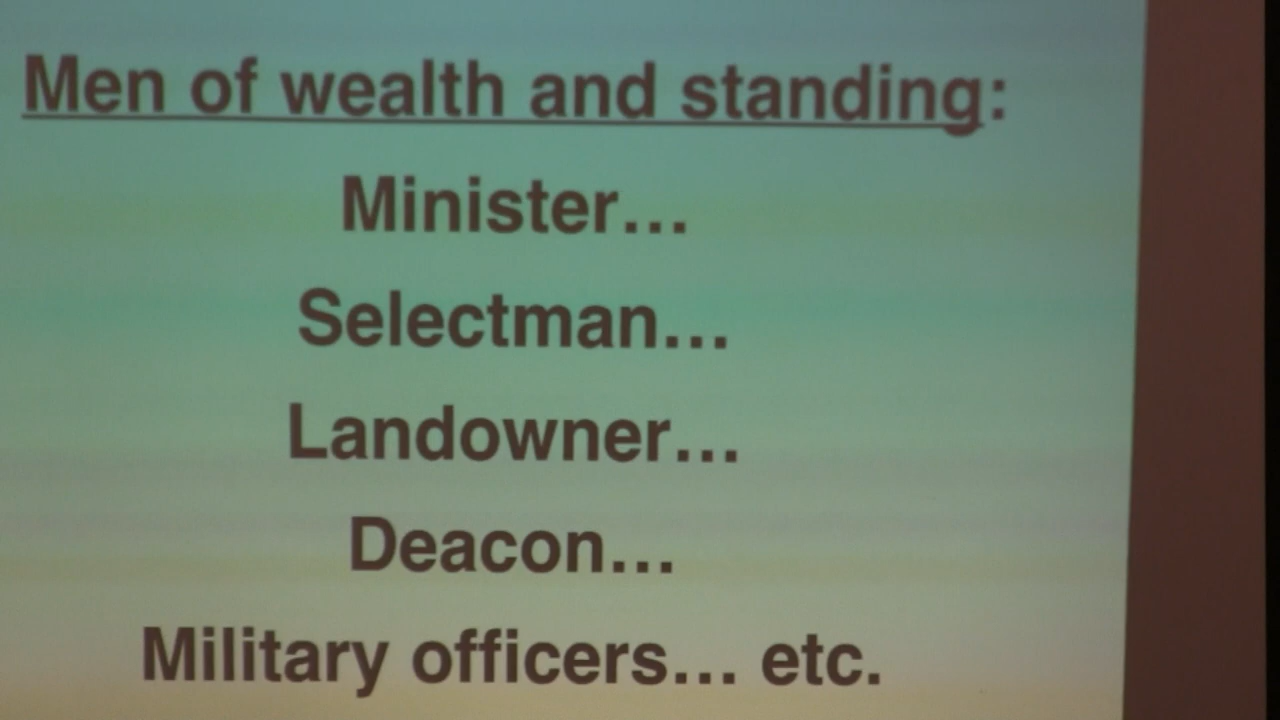 Men of wealth and standing:
Minister...
Selectman...
Landowner...
Deacon...
Military officers... etc.